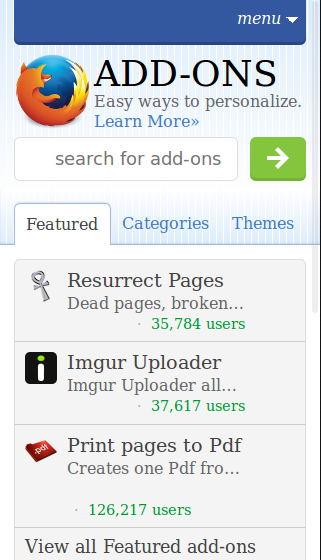 menu
ADD-ONS
Easy ways to personalize.
Learn More»
search for add-ons
Featured
Categories
Themes
Resurrect Pages
Dead pages, broken...
· 35,784 users
Imgur Uploader
Imgur Uploader all...
· 37,617 users
Pdf
Print pages to Pdf
Creates one Pdf fro...
· 126,217 users
View all Featured add-ons